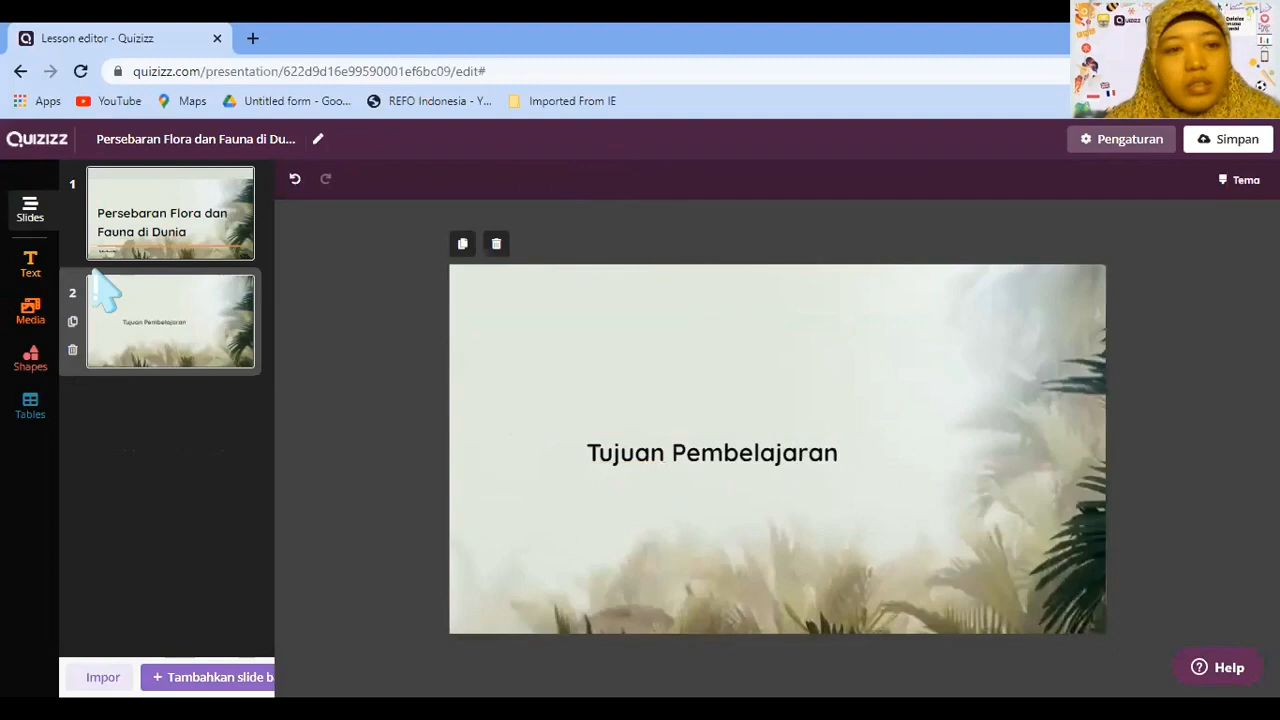 Lesson editor - Quizizz
quizizz.com/presentation/622d9d16e99590001ef6bc09/edit#
Apps
YouTube
Maps
Untitled form - Goo...
REFO Indonesia - Y...
Imported From IE
QUIZIZZ
Persebaran Flora dan Fauna di Du...
Pengaturan
Simpan
Tema
Slides
Text
Media
Shapes
Tables
1
Persebaran Flora dan
Fauna di Dunia
2
Tujuan Pembelajaran
Tujuan Pembelajaran
Impor
+ Tambahkan slide ba
Help